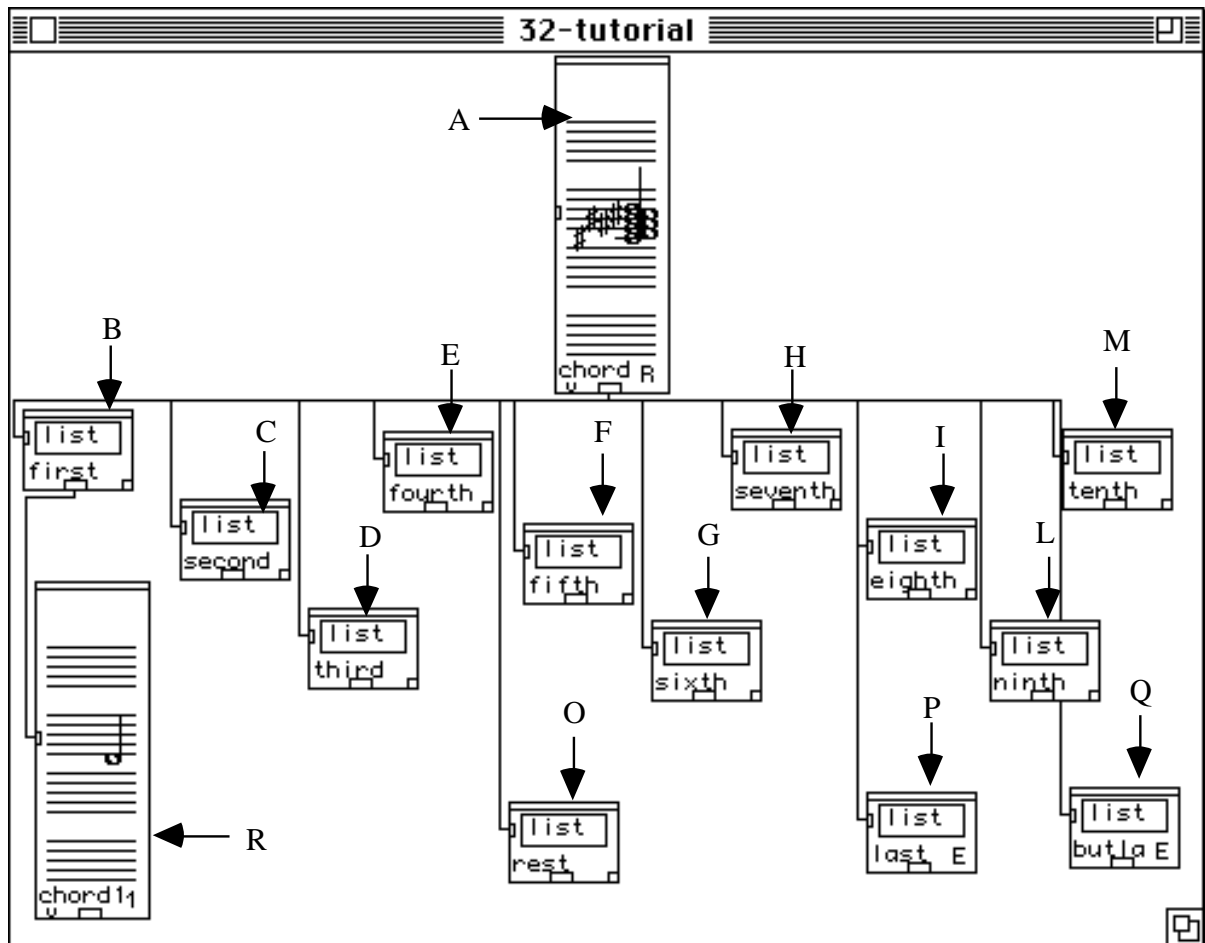 32-tutorial
A
chord R
B
E
H
M
list
first
C
list
fourth
F
list
seventh
I
list
tenth
list
second
D
list
fifth
G
list
eighth
L
list
third
list
sixth
list
ninth
O
P
Q
list
rest
list
last E
list
butla E
R
chord1
1